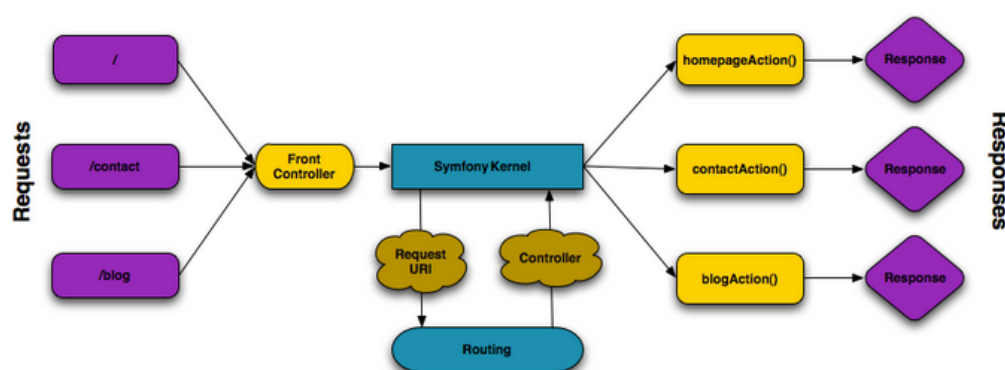 Requests
/
/contact
/blog
Front
Controller
Symfony Kernel
Request
URI
Controller
Routing
homepageAction()
contactAction()
blogAction()
Response
Response
Response
Responses